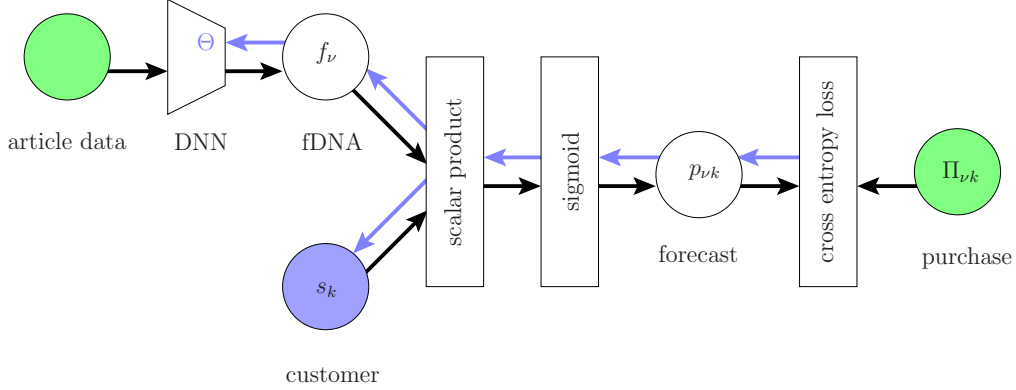 Θ
f_ν
article data
DNN
fDNA
scalar product
sigmoid
p_νk
cross entropy loss
Π_νk
forecast
purchase
s_k
customer